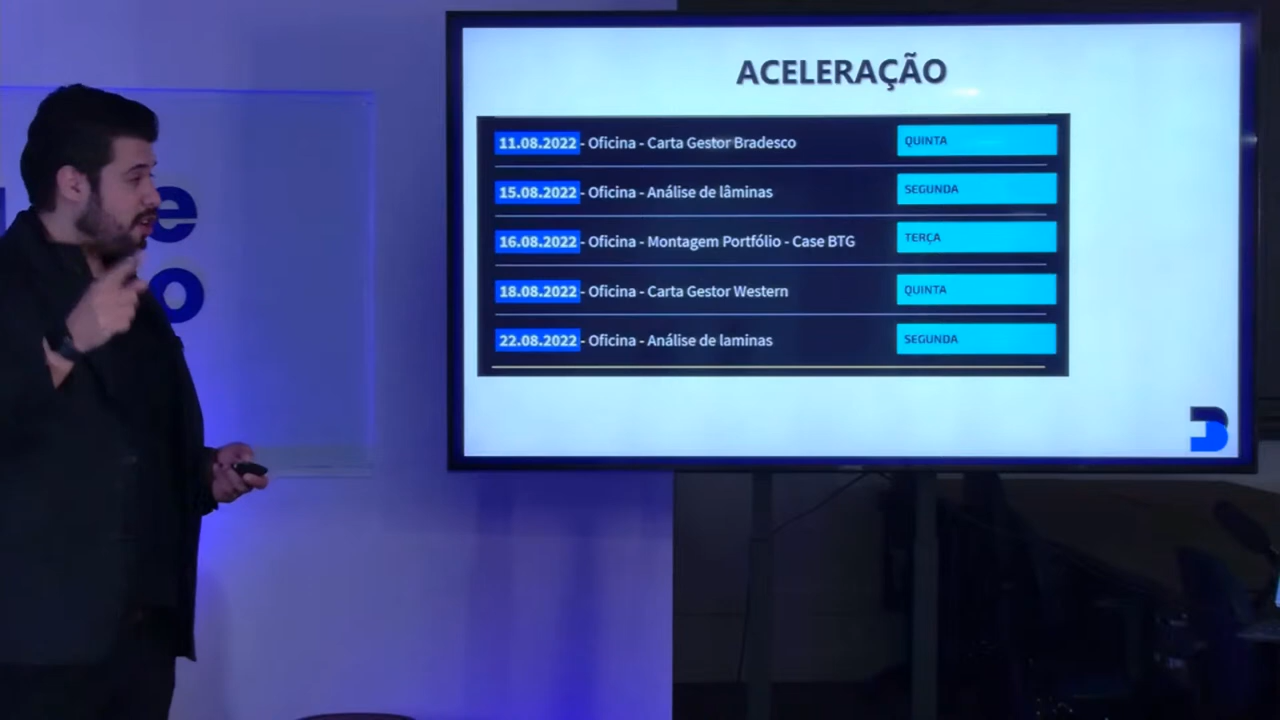 ACELERAÇÃO
11.08.2022 - Oficina - Carta Gestor Bradesco QUINTA
15.08.2022 - Oficina - Análise de lâminas SEGUNDA
16.08.2022 - Oficina - Montagem Portfólio - Case BTG TERÇA
18.08.2022 - Oficina - Carta Gestor Western QUINTA
22.08.2022 - Oficina - Análise de laminas SEGUNDA